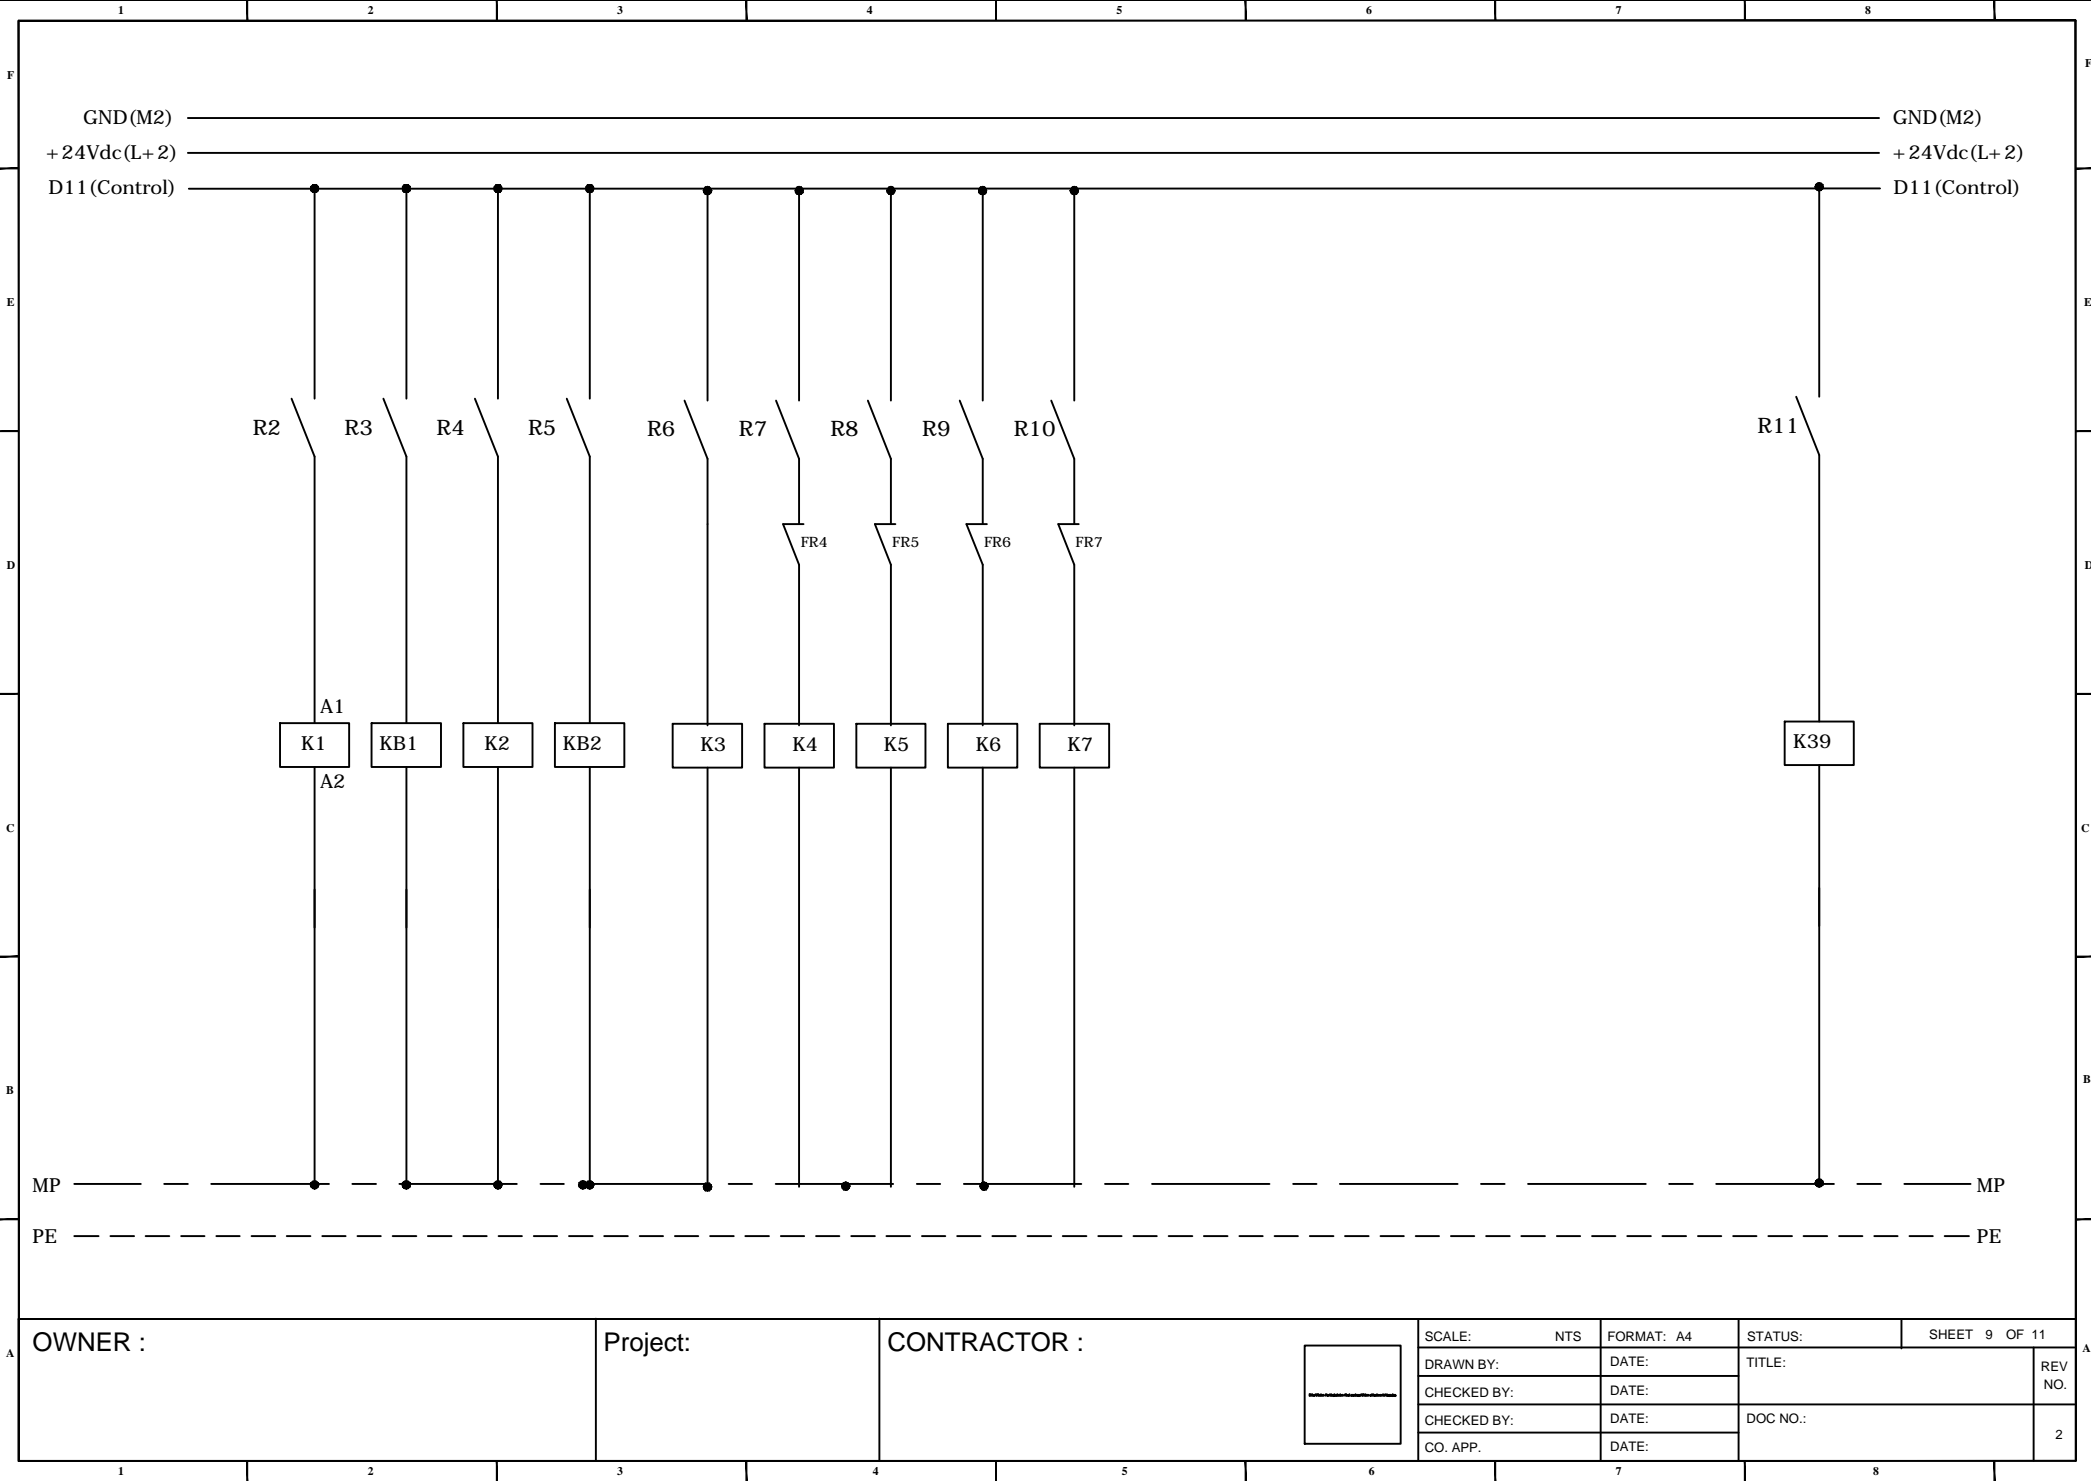 1 2 3 4 5 6 7 8
F F
GND(M2) GND(M2)
+24Vdc(L+2) +24Vdc(L+2)
D11(Control) D11(Control)
E E
R2 R3 R4 R5 R6 R7 R8 R9 R10 R11
FR4 FR5 FR6 FR7
D D
A1
K1 KB1 K2 KB2 K3 K4 K5 K6 K7 K39
A2
C C
B B
MP MP
PE PE
A A
OWNER : Project: CONTRACTOR :
SCALE: NTS FORMAT: A4 STATUS: SHEET 9 OF 11
DRAWN BY: DATE: TITLE: REV NO.
CHECKED BY: DATE:
CHECKED BY: DATE: DOC NO.: 2
CO. APP. DATE:
1 2 3 4 5 6 7 8